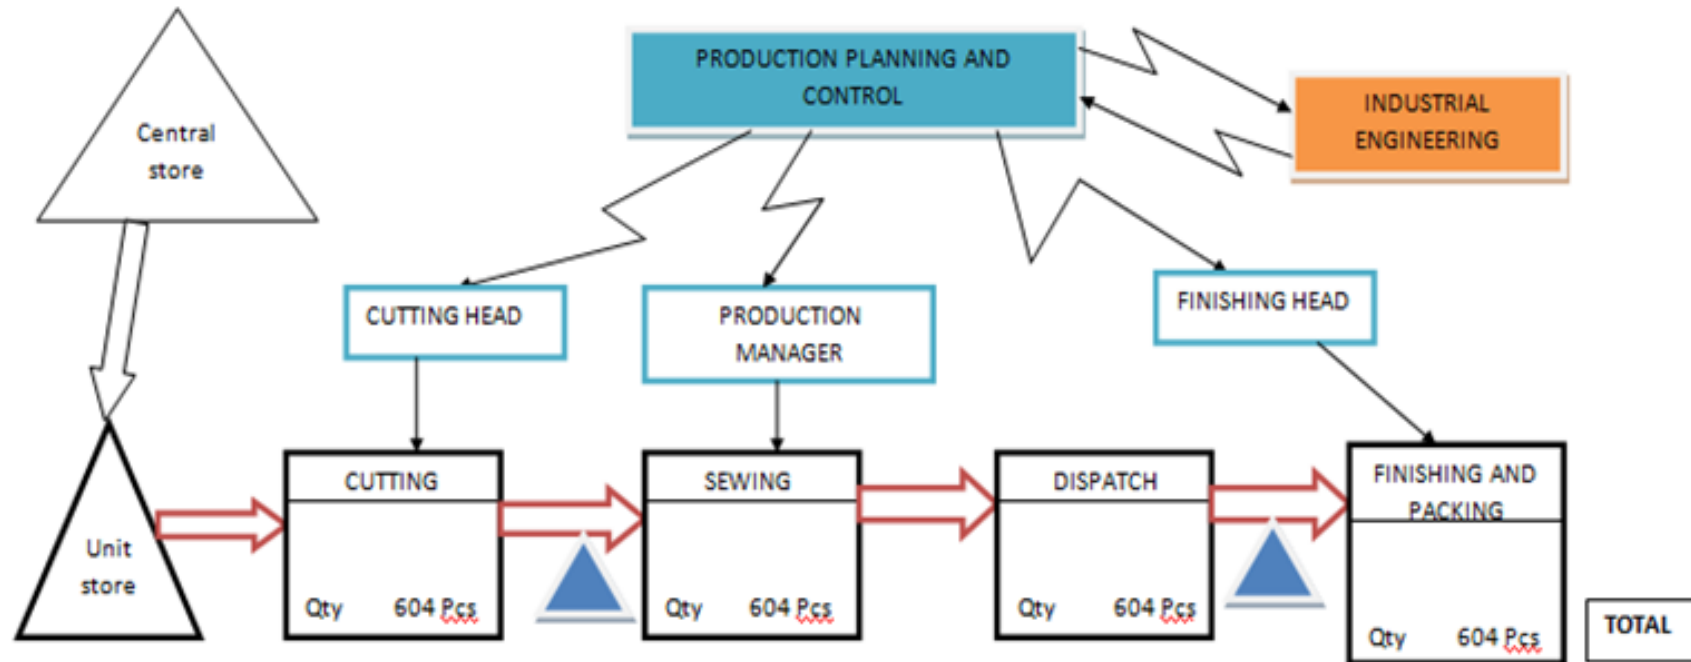 PRODUCTION PLANNING AND
CONTROL
INDUSTRIAL
ENGINEERING
Central
store
CUTTING HEAD
PRODUCTION
MANAGER
FINISHING HEAD
Unit
store
CUTTING
Qty 604 Pcs
SEWING
Qty 604 Pcs
DISPATCH
Qty 604 Pcs
FINISHING AND
PACKING
Qty 604 Pcs
TOTAL